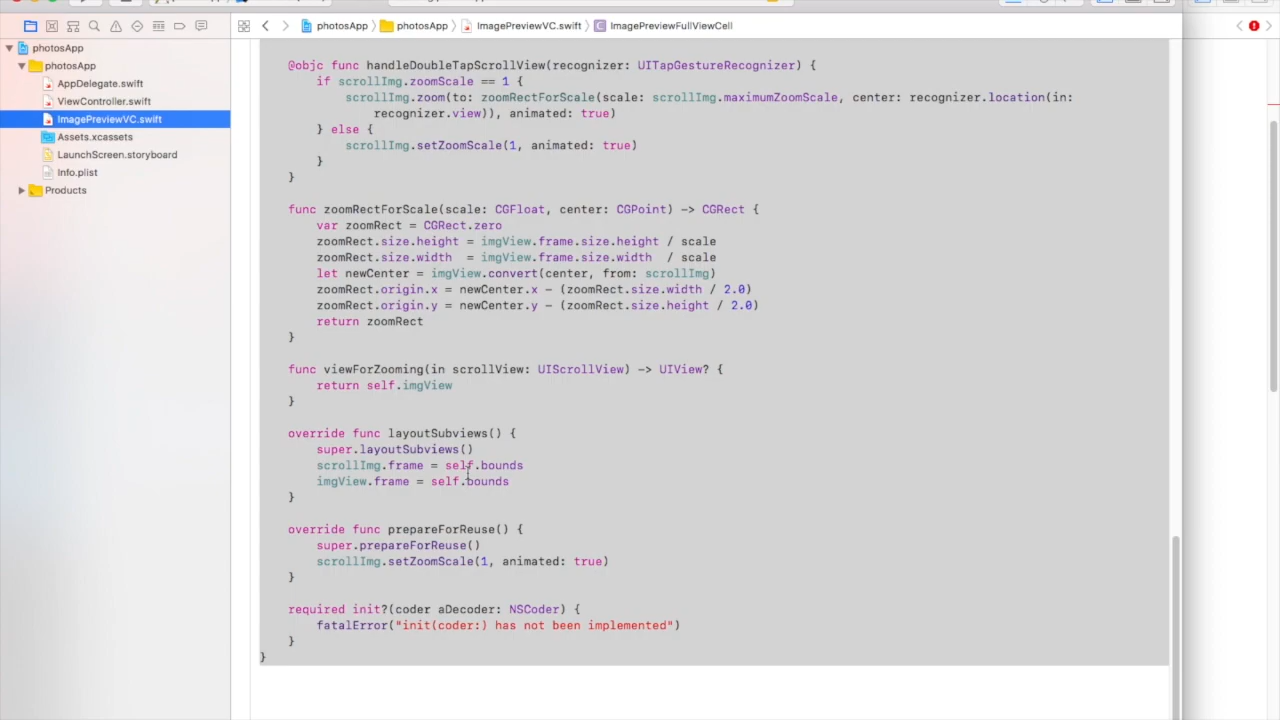 photosApp
photosApp
ImagePreviewVC.swift
ImagePreviewFullViewCell
photosApp
photosApp
AppDelegate.swift
ViewController.swift
ImagePreviewVC.swift
Assets.xcassets
LaunchScreen.storyboard
Info.plist
Products
@objc func handleDoubleTapScrollView(recognizer: UITapGestureRecognizer) {
if scrollImg.zoomScale == 1 {
scrollImg.zoom(to: zoomRectForScale(scale: scrollImg.maximumZoomScale, center: recognizer.location(in:
recognizer.view)), animated: true)
} else {
scrollImg.setZoomScale(1, animated: true)
}
}
func zoomRectForScale(scale: CGFloat, center: CGPoint) -> CGRect {
var zoomRect = CGRect.zero
zoomRect.size.height = imgView.frame.size.height / scale
zoomRect.size.width  = imgView.frame.size.width  / scale
let newCenter = imgView.convert(center, from: scrollImg)
zoomRect.origin.x = newCenter.x - (zoomRect.size.width / 2.0)
zoomRect.origin.y = newCenter.y - (zoomRect.size.height / 2.0)
return zoomRect
}
func viewForZooming(in scrollView: UIScrollView) -> UIView? {
return self.imgView
}
override func layoutSubviews() {
super.layoutSubviews()
scrollImg.frame = self.bounds
imgView.frame = self.bounds
}
override func prepareForReuse() {
super.prepareForReuse()
scrollImg.setZoomScale(1, animated: true)
}
required init?(coder aDecoder: NSCoder) {
fatalError("init(coder:) has not been implemented")
}
}